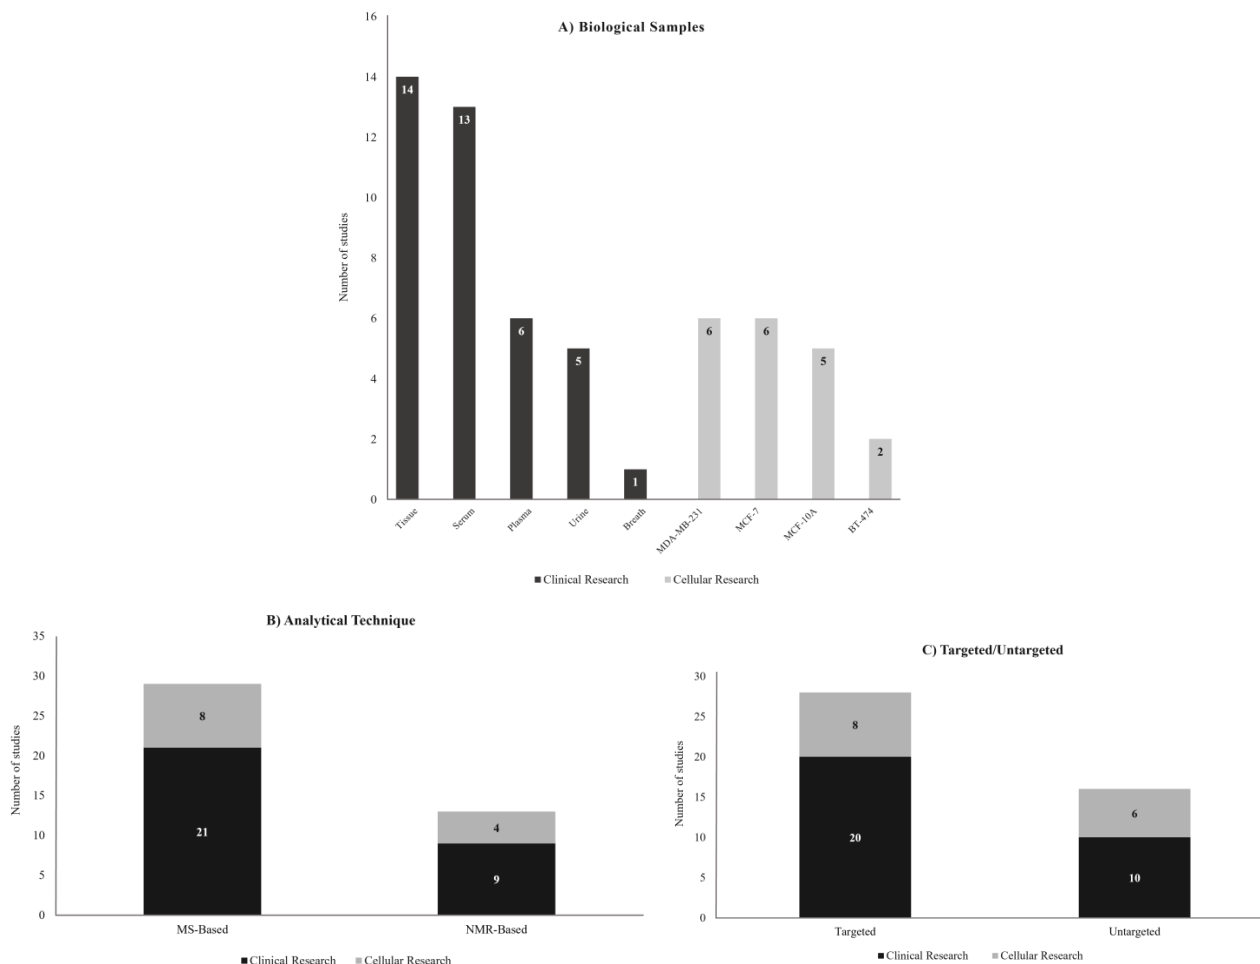 A) Biological Samples
Number of studies
16
14
12
10
8
6
4
2
0
14
13
6
5
1
6
6
5
2
Tissue
Serum
Plasma
Urine
Breath
MDA-MB-231
MCF-7
MCF-10A
BT-474
Clinical Research
Cellular Research
B) Analytical Technique
Number of studies
35
30
25
20
15
10
5
0
8
21
4
9
MS-Based
NMR-Based
Clinical Research
Cellular Research
C) Targeted/Untargeted
Number of studies
30
25
20
15
10
5
0
8
20
6
10
Targeted
Untargeted
Clinical Research
Cellular Research